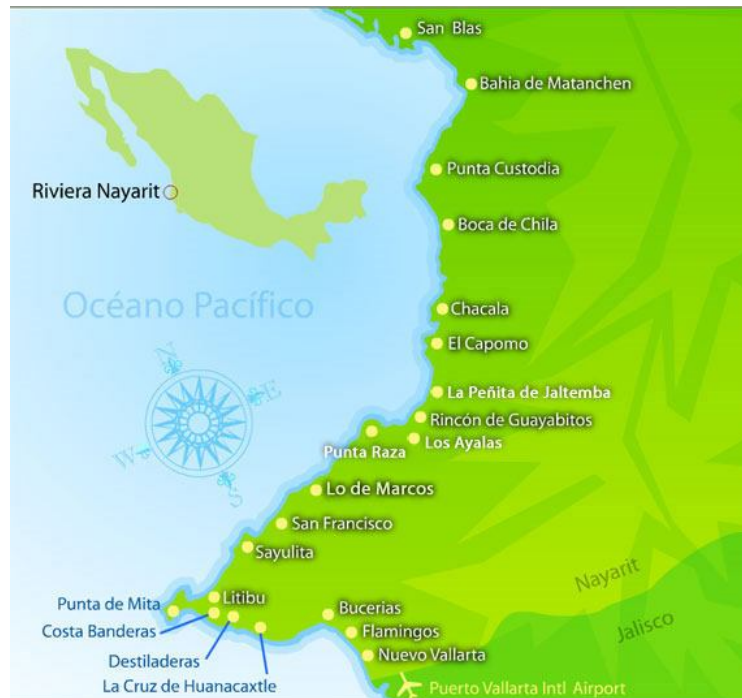 San Blas
Bahia de Matanchen
Punta Custodia
Riviera Nayarit
Boca de Chila
Océano Pacífico
Chacala
El Capomo
N
E
W
S
La Peñita de Jaltemba
Rincón de Guayabitos
Los Ayalas
Punta Raza
Lo de Marcos
San Francisco
Sayulita
Nayarit
Jalisco
Litibu
Punta de Mita
Bucerias
Costa Banderas
Flamingos
Destiladeras
Nuevo Vallarta
La Cruz de Huanacaxtle
Puerto Vallarta Intl Airport